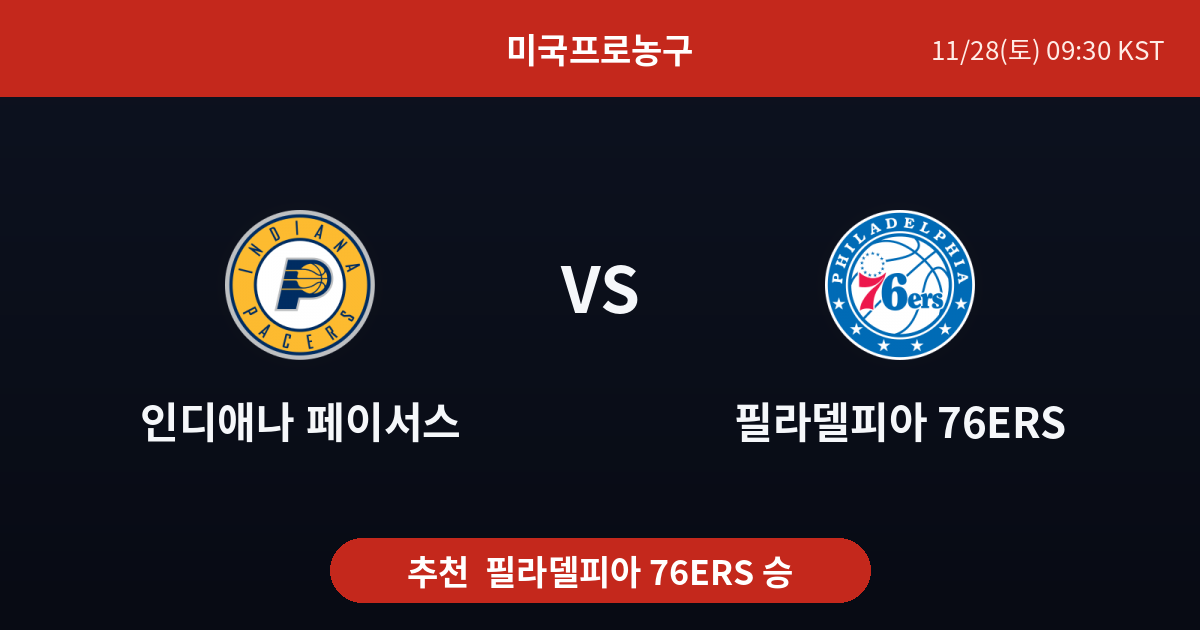 미국프로농구
11/28(토) 09:30 KST
INDIANA
PACERS
PHILADELPHIA
76ers
VS
인디애나 페이서스
필라델피아 76ERS
추천 필라델피아 76ERS 승